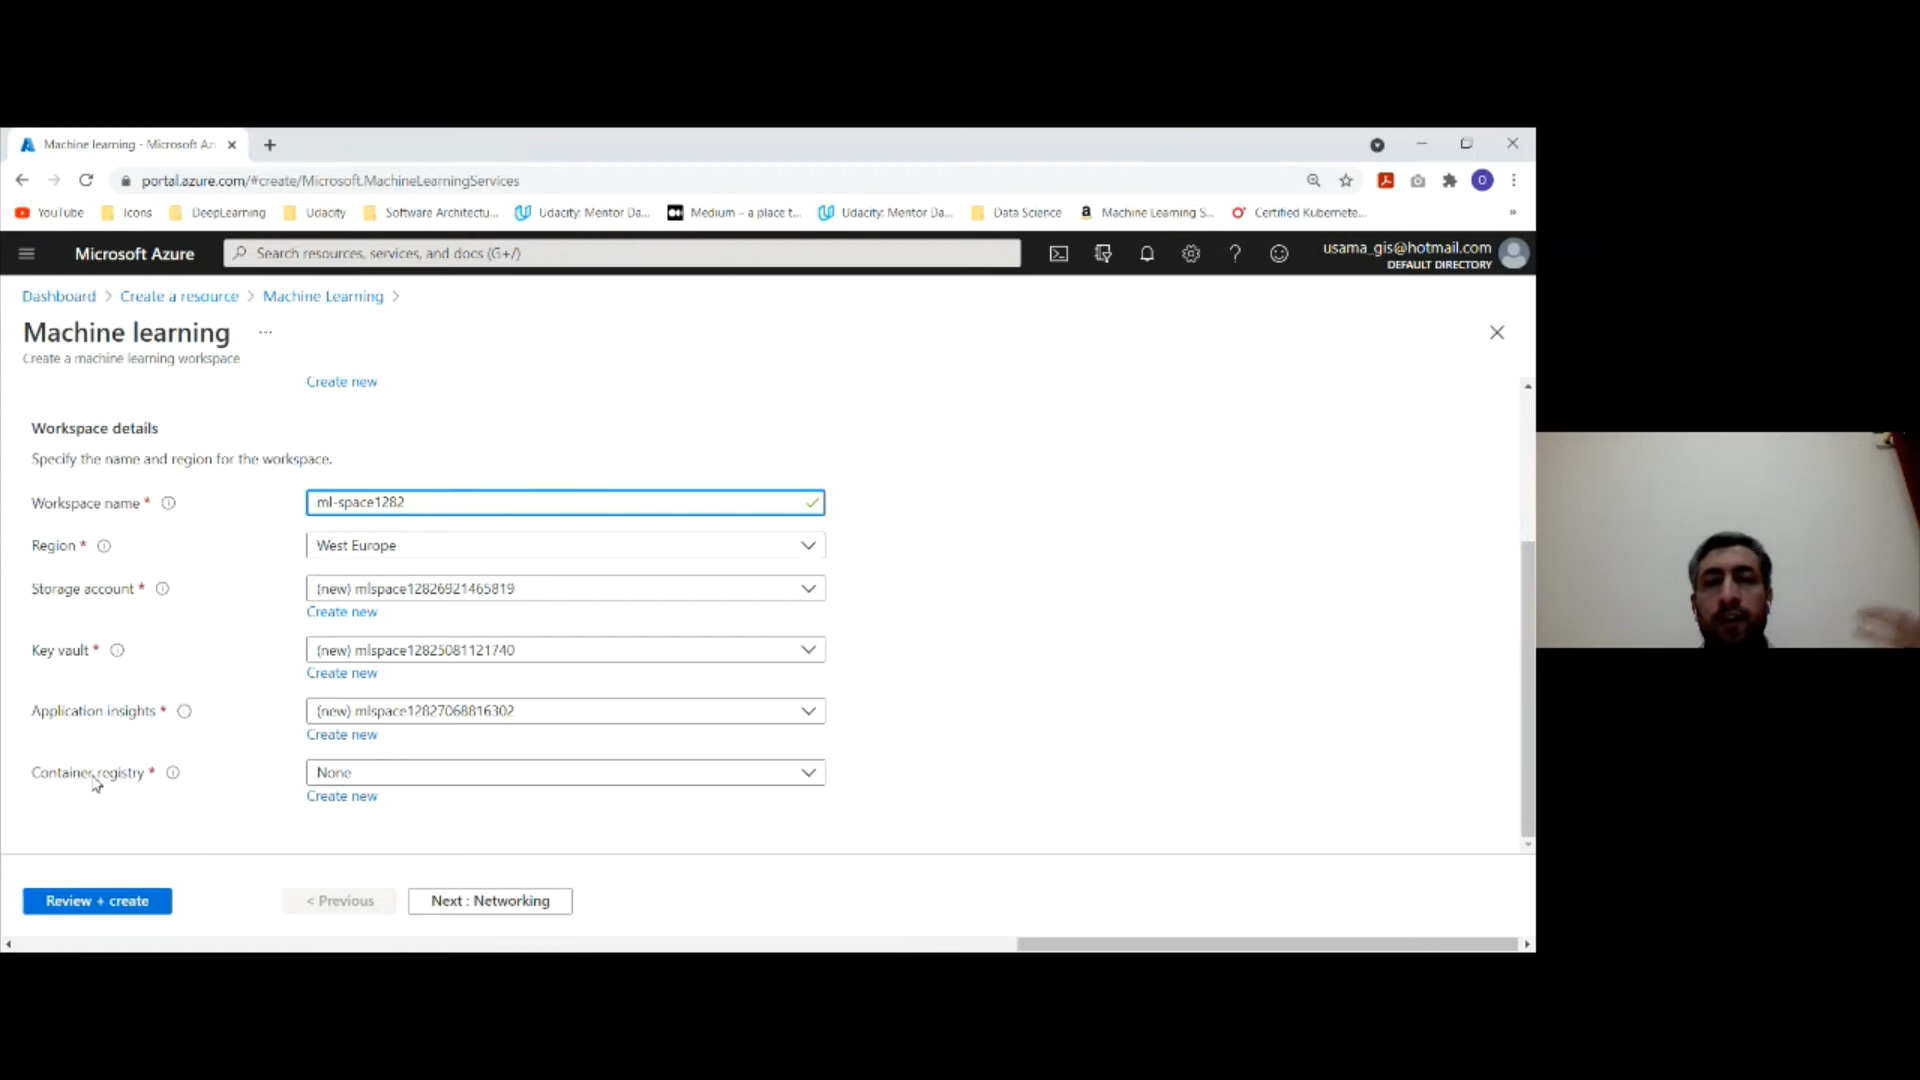 Machine learning - Microsoft Az
portal.azure.com/#create/Microsoft.MachineLearningServices
YouTube Icons DeepLearning Udacity Software Architectu... Udacity: Mentor Da... Medium – a place t... Udacity: Mentor Da... Data Science Machine Learning S... Certified Kubernete... »
Microsoft Azure Search resources, services, and docs (G+/) usama_gis@hotmail.com
DEFAULT DIRECTORY
Dashboard > Create a resource > Machine Learning >
Machine learning ...
Create a machine learning workspace
Create new
Workspace details
Specify the name and region for the workspace.
Workspace name * ml-space1282
Region * West Europe
Storage account * (new) mlspace12826921465819
Create new
Key vault * (new) mlspace12825081121740
Create new
Application insights * (new) mlspace12827068816302
Create new
Container registry * None
Create new
Review + create < Previous Next : Networking